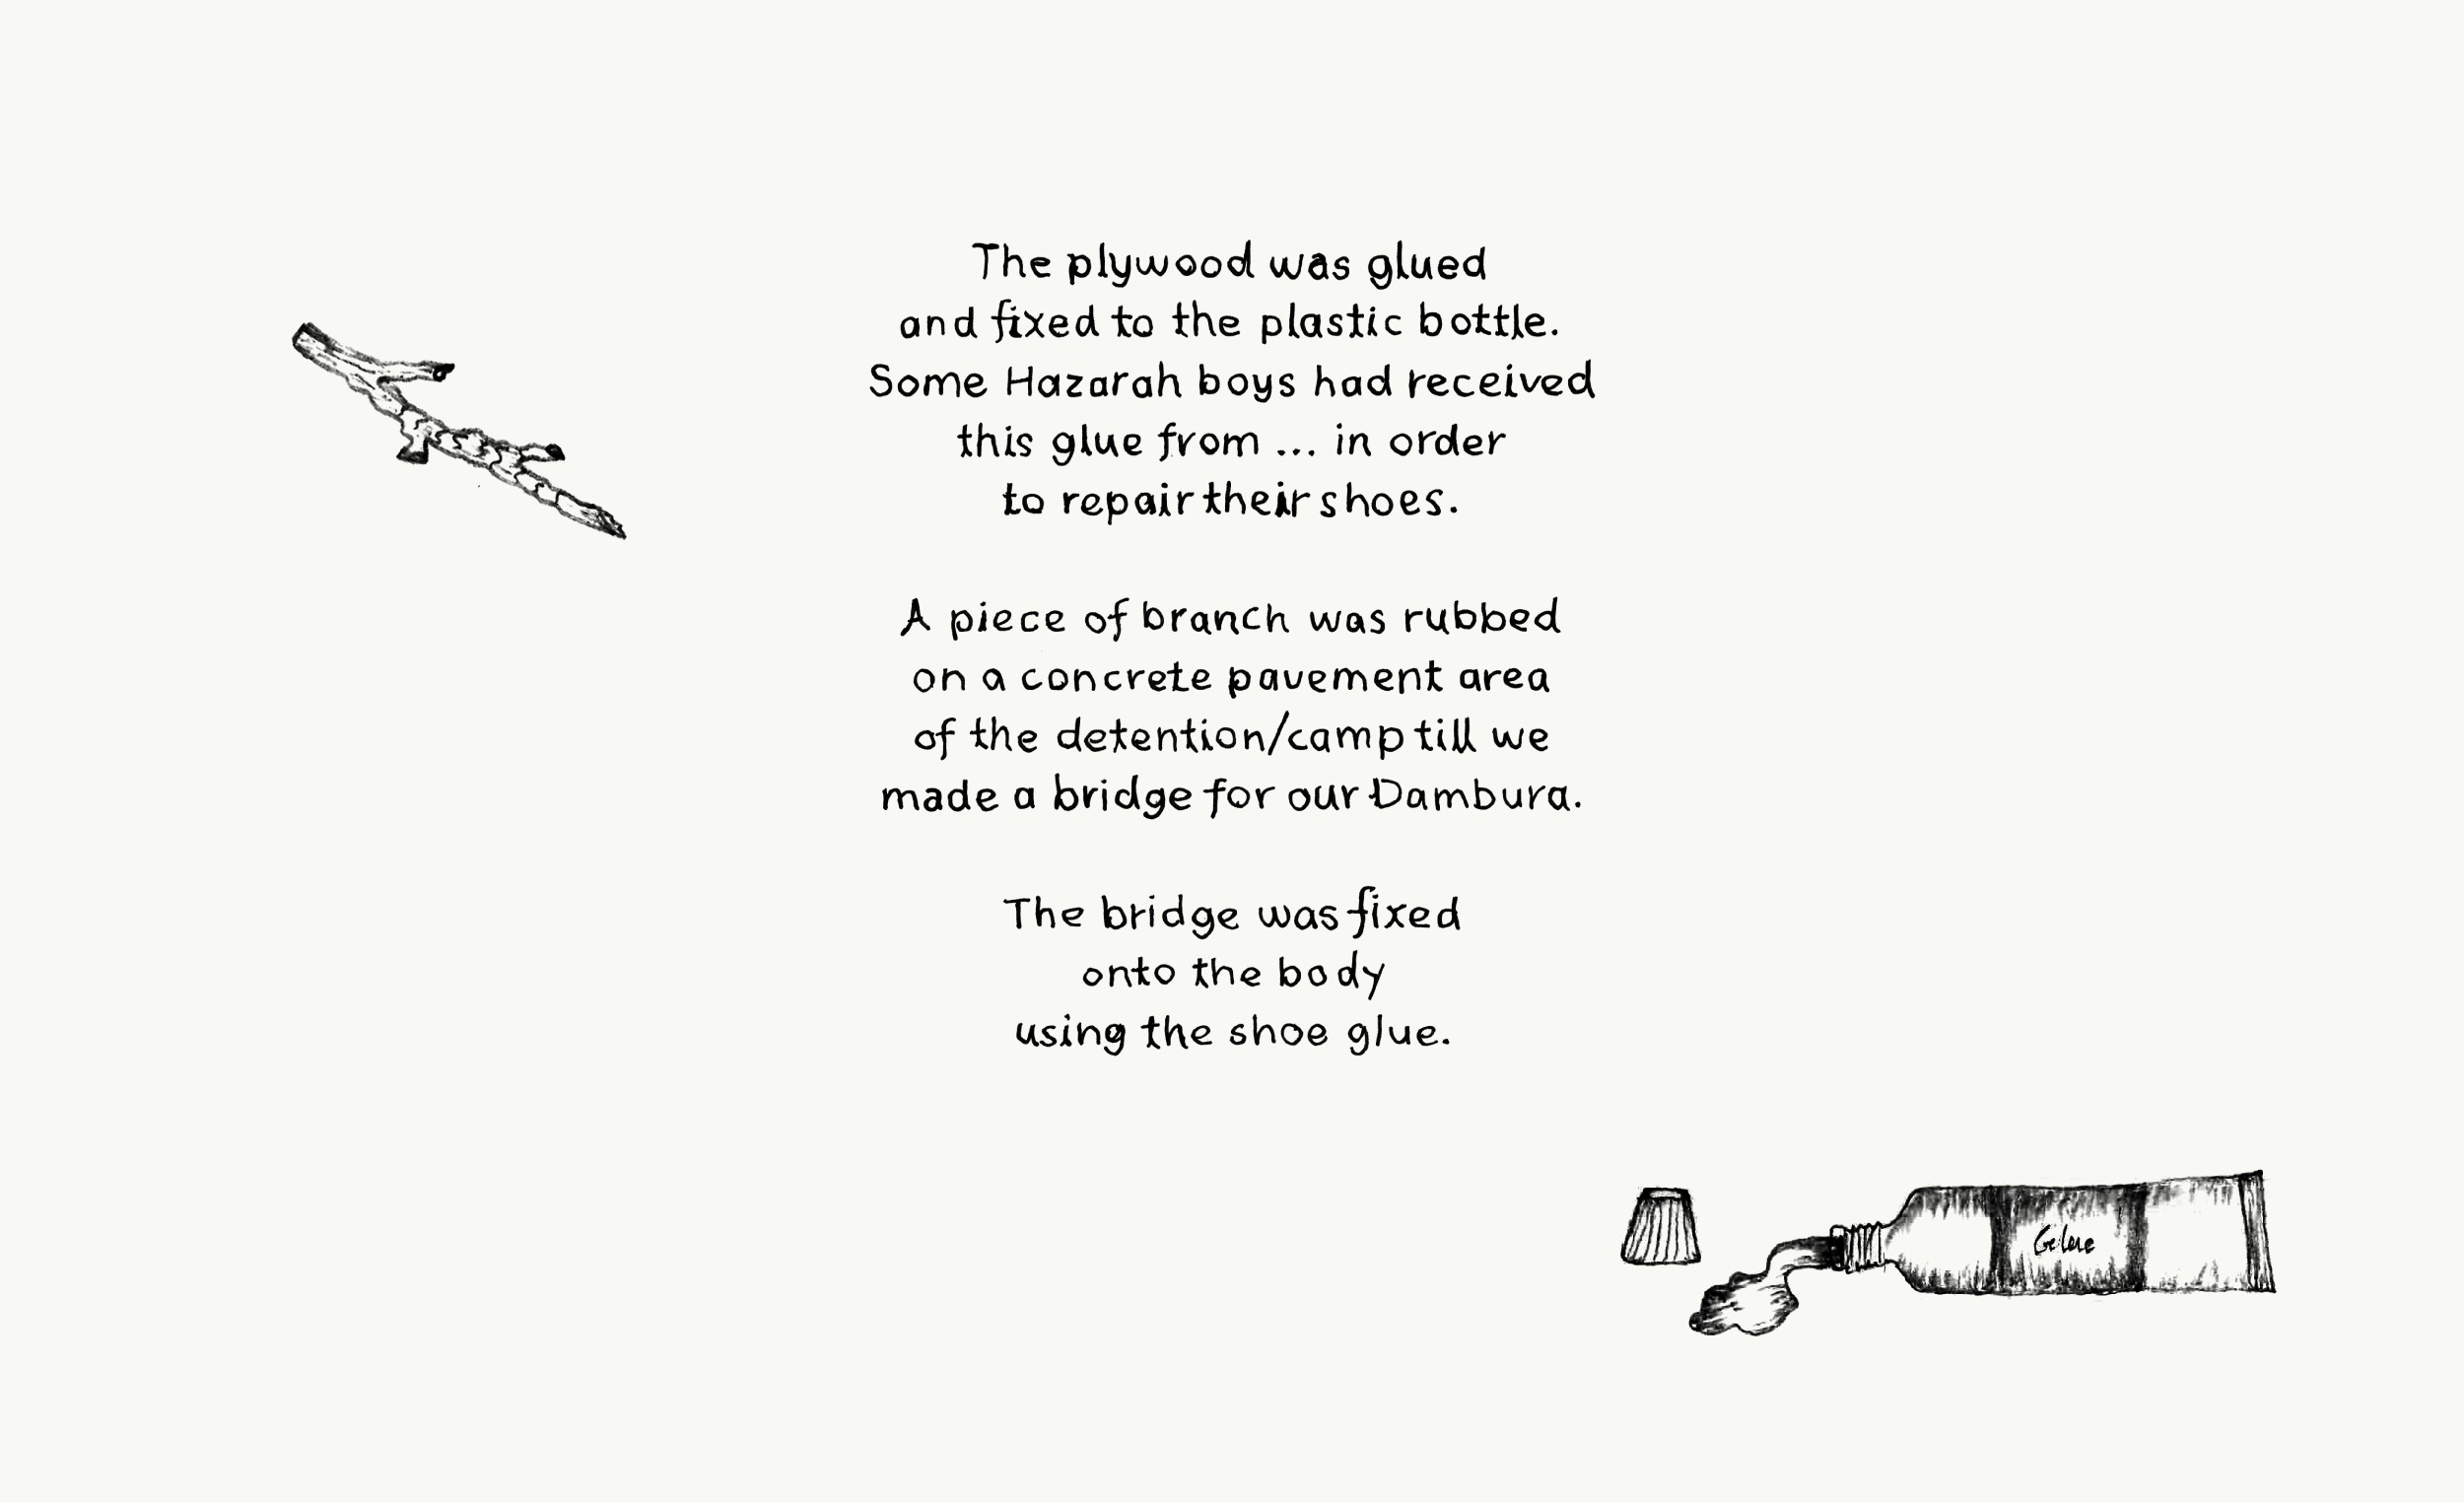 The plywood was glued
and fixed to the plastic bottle.
Some Hazarah boys had received
this glue from ... in order
to repair their shoes.
A piece of branch was rubbed
on a concrete pavement area
of the detention/camp till we
made a bridge for our Dambura.
The bridge was fixed
onto the body
using the shoe glue.
Glue